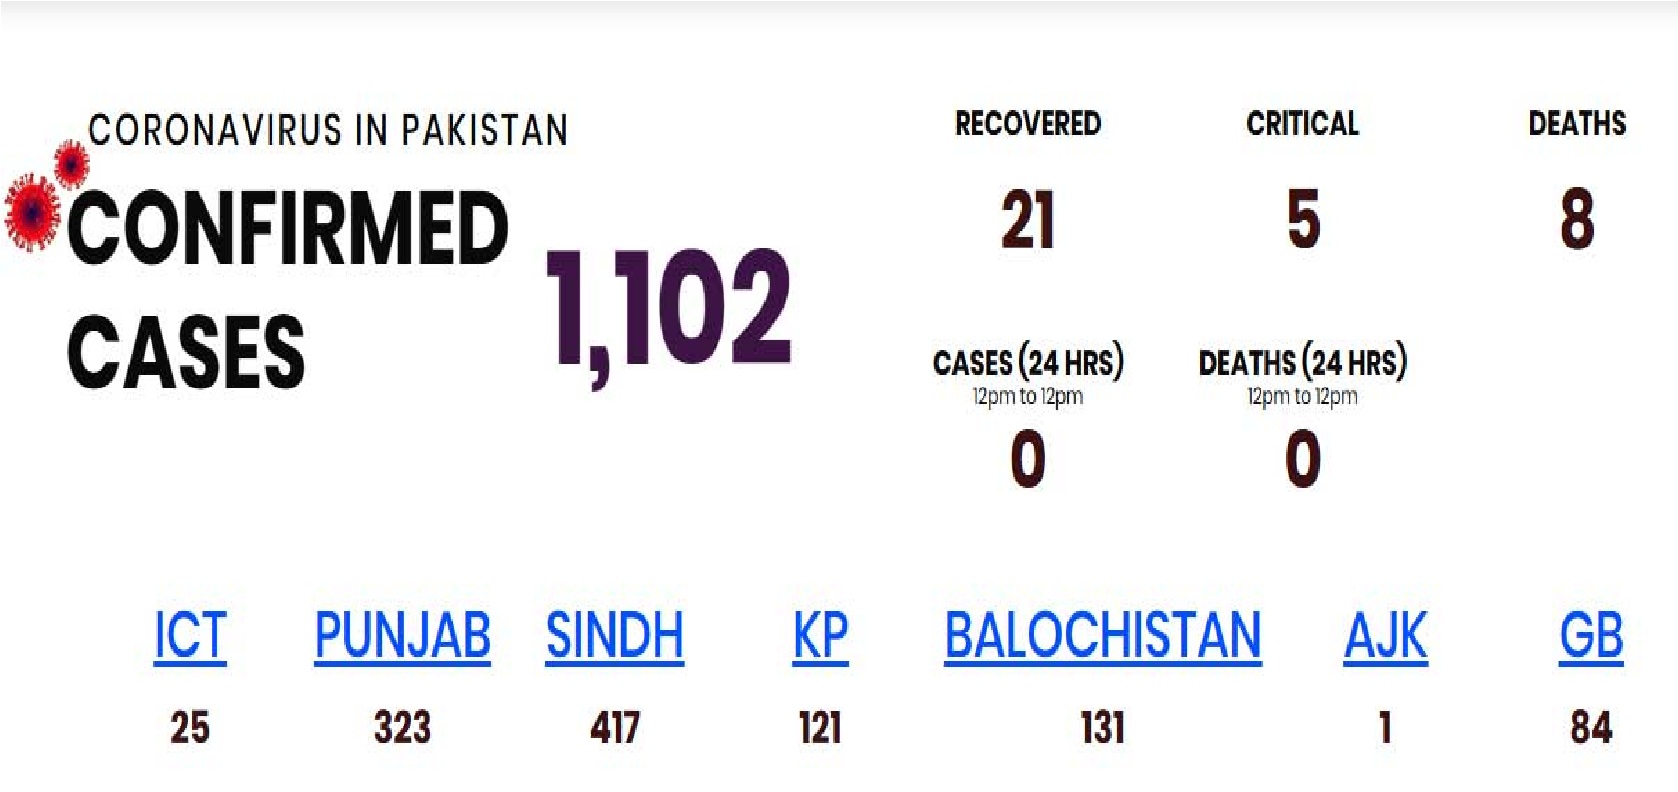 CORONAVIRUS IN PAKISTAN
CONFIRMED
CASES
1,102
RECOVERED CRITICAL DEATHS
21 5 8
CASES (24 HRS) DEATHS (24 HRS)
12pm to 12pm 12pm to 12pm
0 0
ICT PUNJAB SINDH KP BALOCHISTAN AJK GB
25 323 417 121 131 1 84